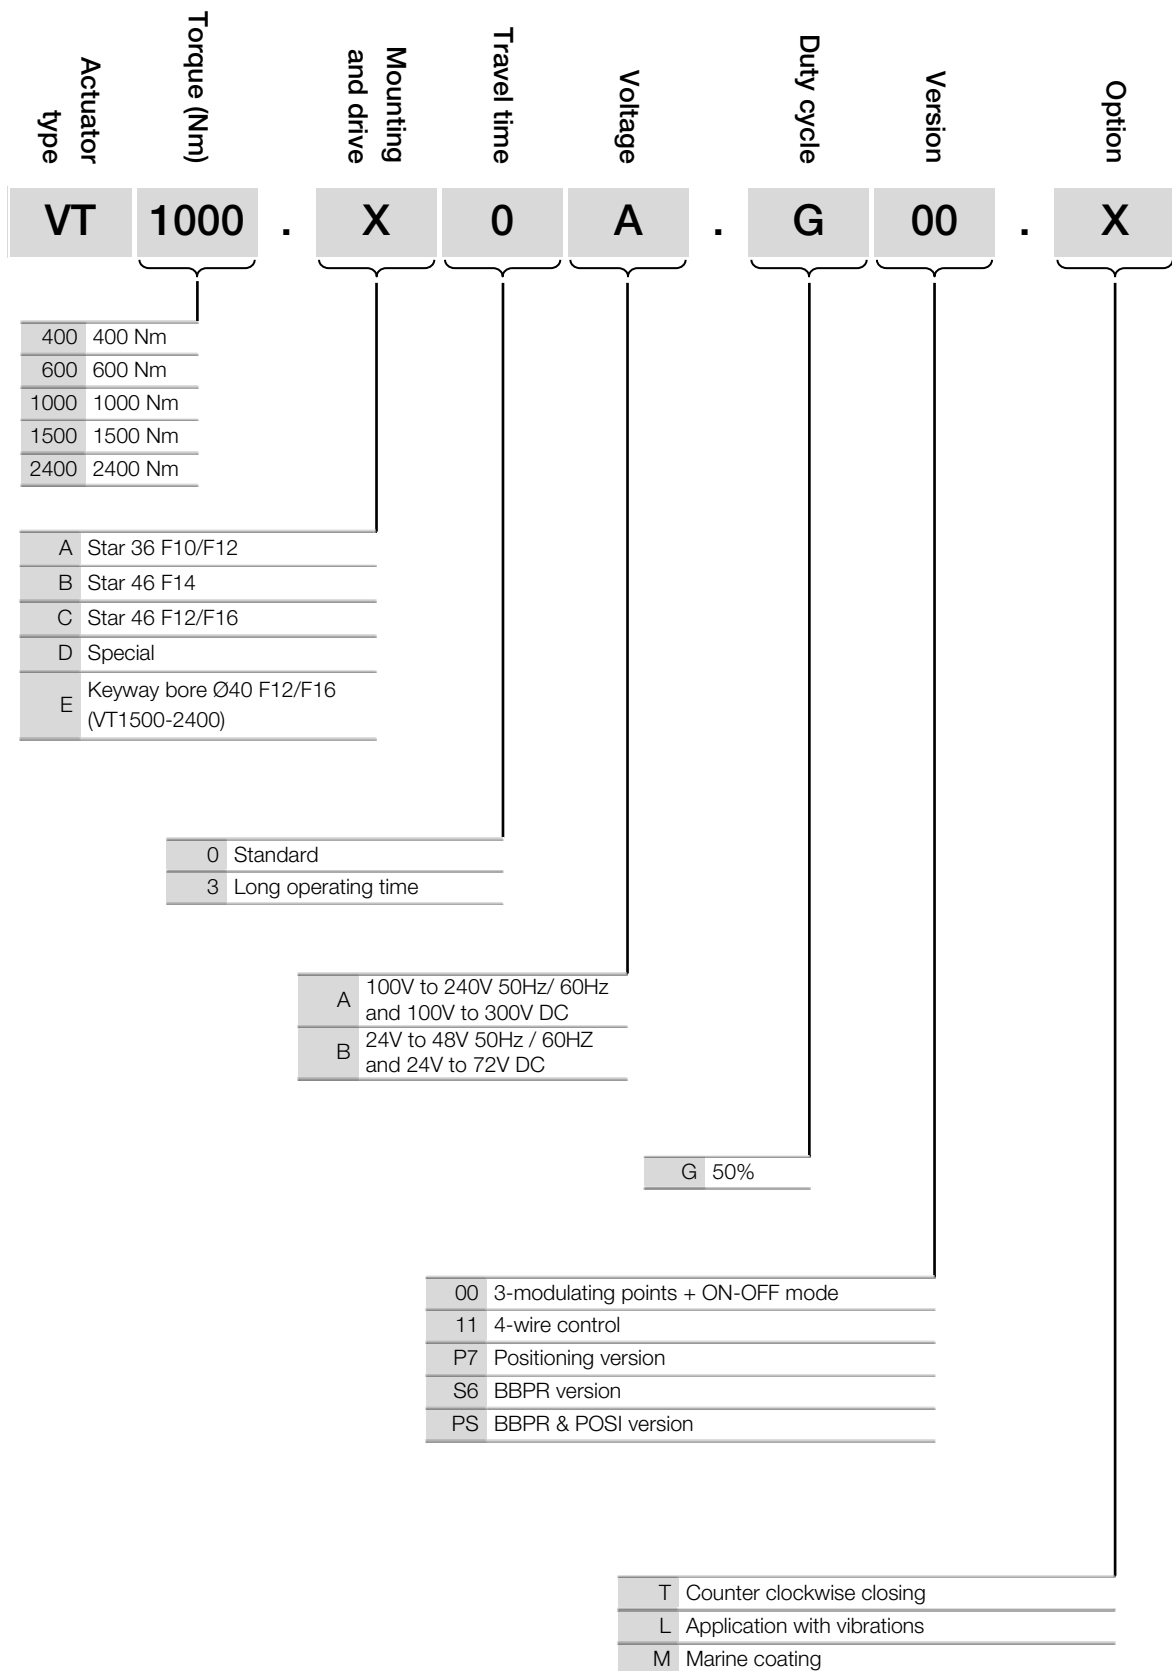 Actuator
type
Torque (Nm)
Mounting
and drive
Travel time
Voltage
Duty cycle
Version
Option
VT 1000 . X 0 A . G 00 . X
400 400 Nm
600 600 Nm
1000 1000 Nm
1500 1500 Nm
2400 2400 Nm
A Star 36 F10/F12
B Star 46 F14
C Star 46 F12/F16
D Special
E Keyway bore Ø40 F12/F16
(VT1500-2400)
0 Standard
3 Long operating time
A 100V to 240V 50Hz/ 60Hz
and 100V to 300V DC
B 24V to 48V 50Hz / 60HZ
and 24V to 72V DC
G 50%
00 3-modulating points + ON-OFF mode
11 4-wire control
P7 Positioning version
S6 BBPR version
PS BBPR & POSI version
T Counter clockwise closing
L Application with vibrations
M Marine coating